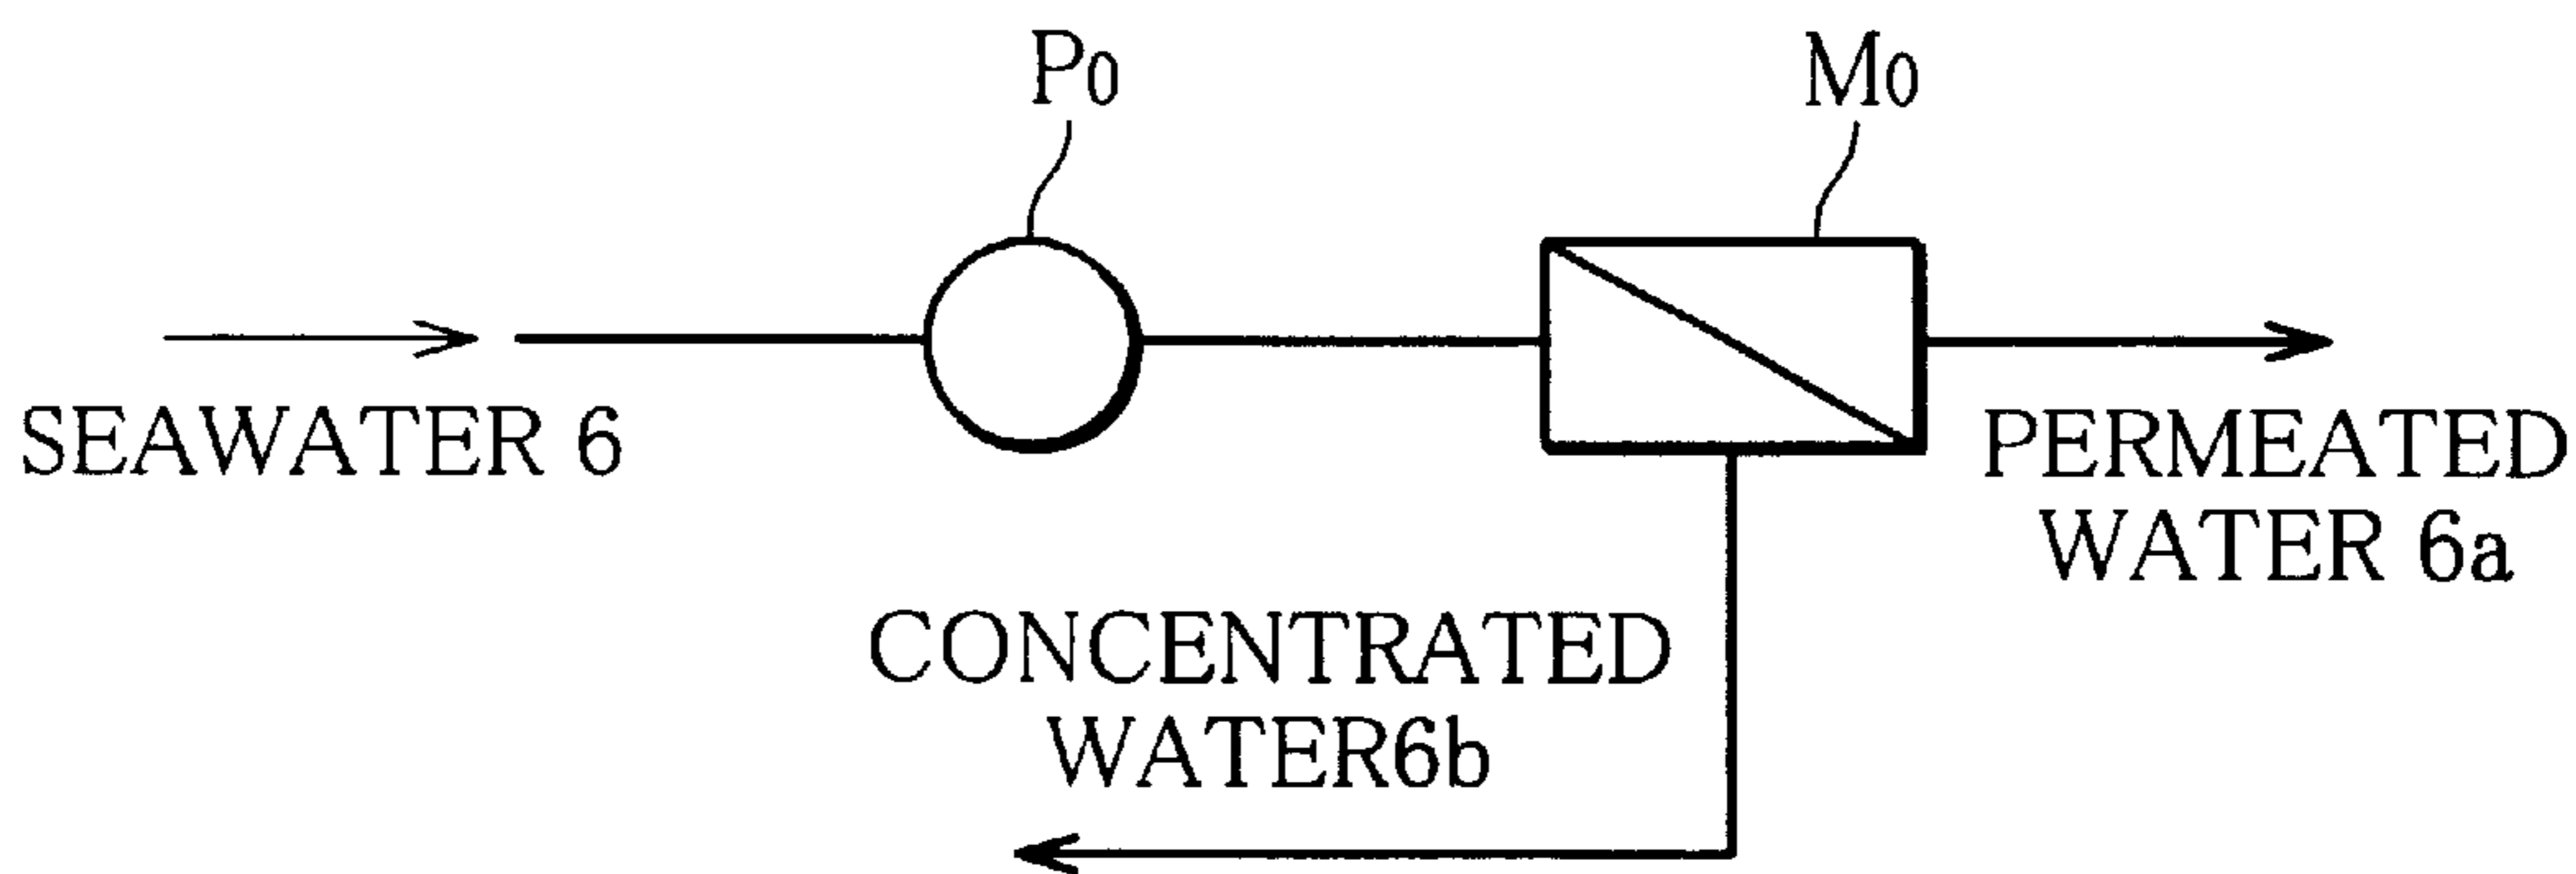 P0
M0
SEAWATER 6
PERMEATED
WATER 6a
CONCENTRATED
WATER6b